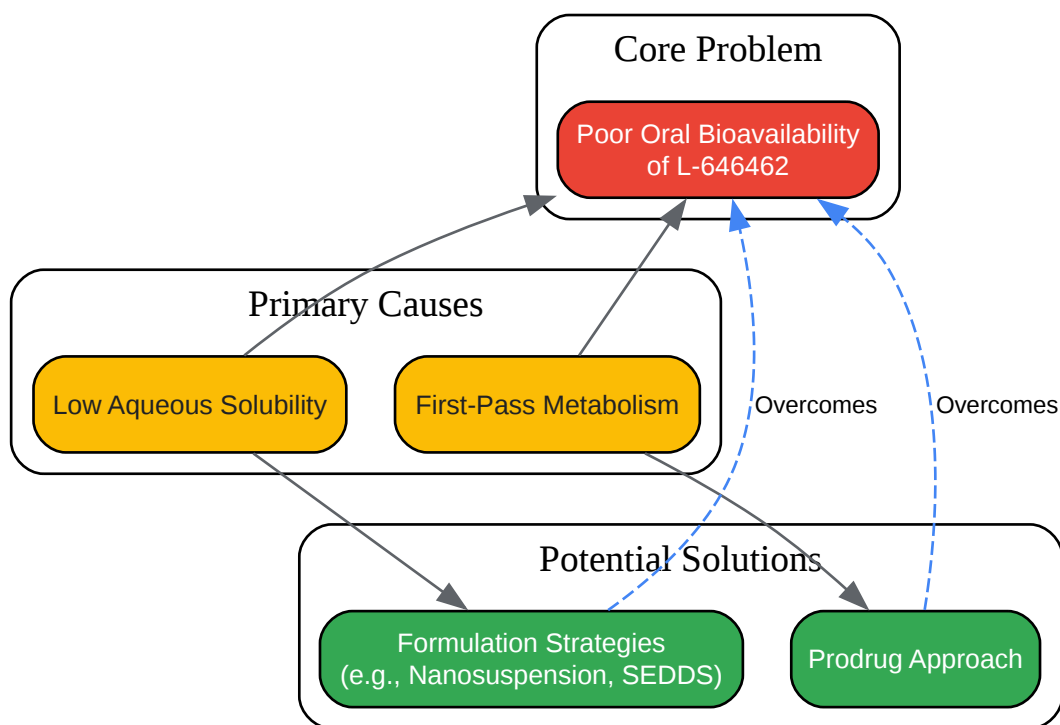 Core Problem
Poor Oral Bioavailability
of L-646462
Primary Causes
Low Aqueous Solubility
First-Pass Metabolism
Overcomes
Overcomes
Potential Solutions
Formulation Strategies
(e.g., Nanosuspension, SEDDS)
Prodrug Approach